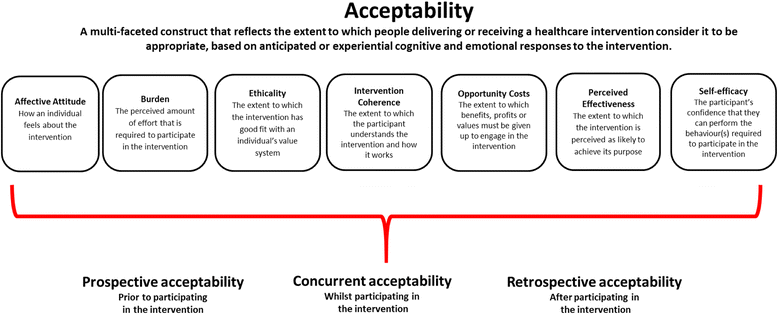 Acceptability
A multi-faceted construct that reflects the extent to which people delivering or receiving a healthcare intervention consider it to be
appropriate, based on anticipated or experiential cognitive and emotional responses to the intervention.
Affective Attitude
How an individual
feels about the
intervention
Burden
The perceived amount
of effort that is
required to participate
in the intervention
Ethicality
The extent to which
the intervention has
good fit with an
individual's value
system
Intervention
Coherence
The extent to which
the participant
understands the
intervention and how
it works
Opportunity Costs
The extent to which
benefits, profits or
values must be given
up to engage in the
intervention
Perceived
Effectiveness
The extent to which
the intervention is
perceived as likely to
achieve its purpose
Self-efficacy
The participant's
confidence that they
can perform the
behaviour(s) required
to participate in the
intervention
Prospective acceptability
Prior to participating
in the intervention
Concurrent acceptability
Whilst participating in
the intervention
Retrospective acceptability
After participating in
the intervention